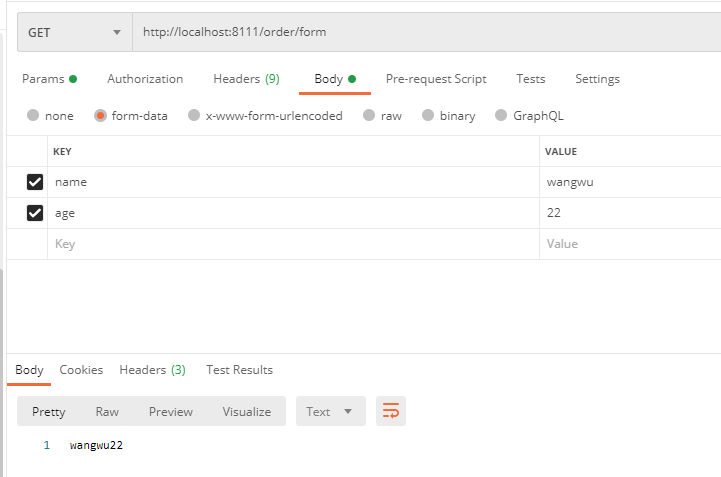 GET http://localhost:8111/order/form
Params Authorization Headers (9) Body Pre-request Script Tests Settings
none form-data x-www-form-urlencoded raw binary GraphQL
KEY VALUE
name wangwu
age 22
Key Value
Body Cookies Headers (3) Test Results
Pretty Raw Preview Visualize Text
1 wangwu22